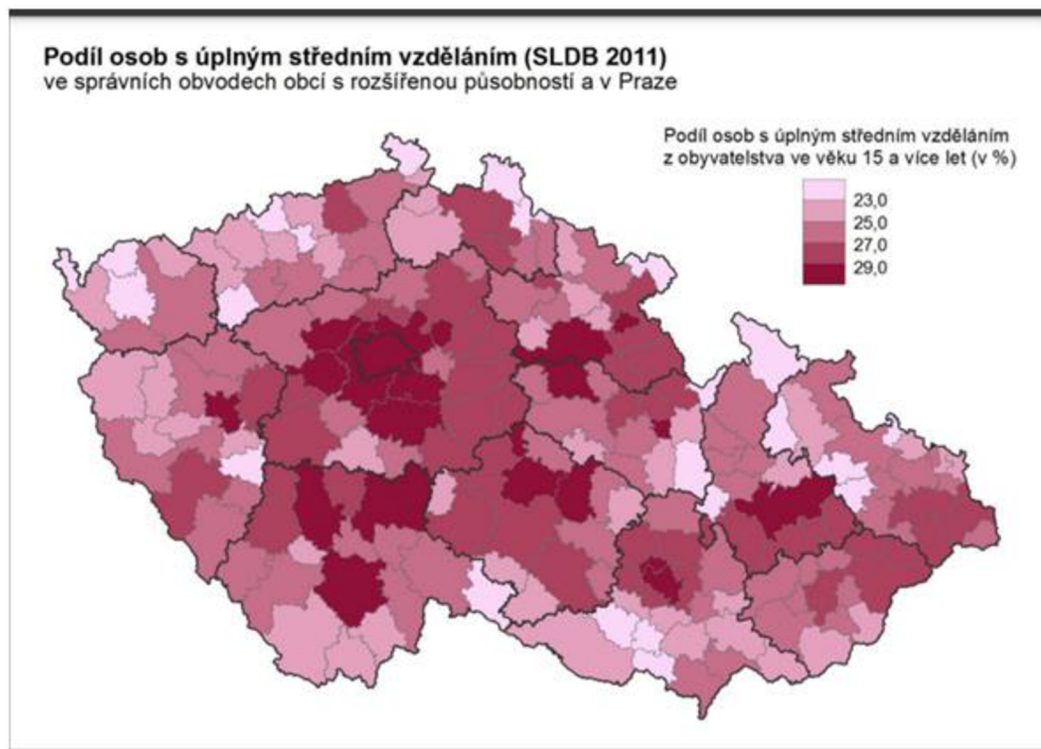 Podíl osob s úplným středním vzděláním (SLDB 2011)
ve správních obvodech obcí s rozšířenou působností a v Praze
Podíl osob s úplným středním vzděláním
z obyvatelstva ve věku 15 a více let (v %)
23,0
25,0
27,0
29,0